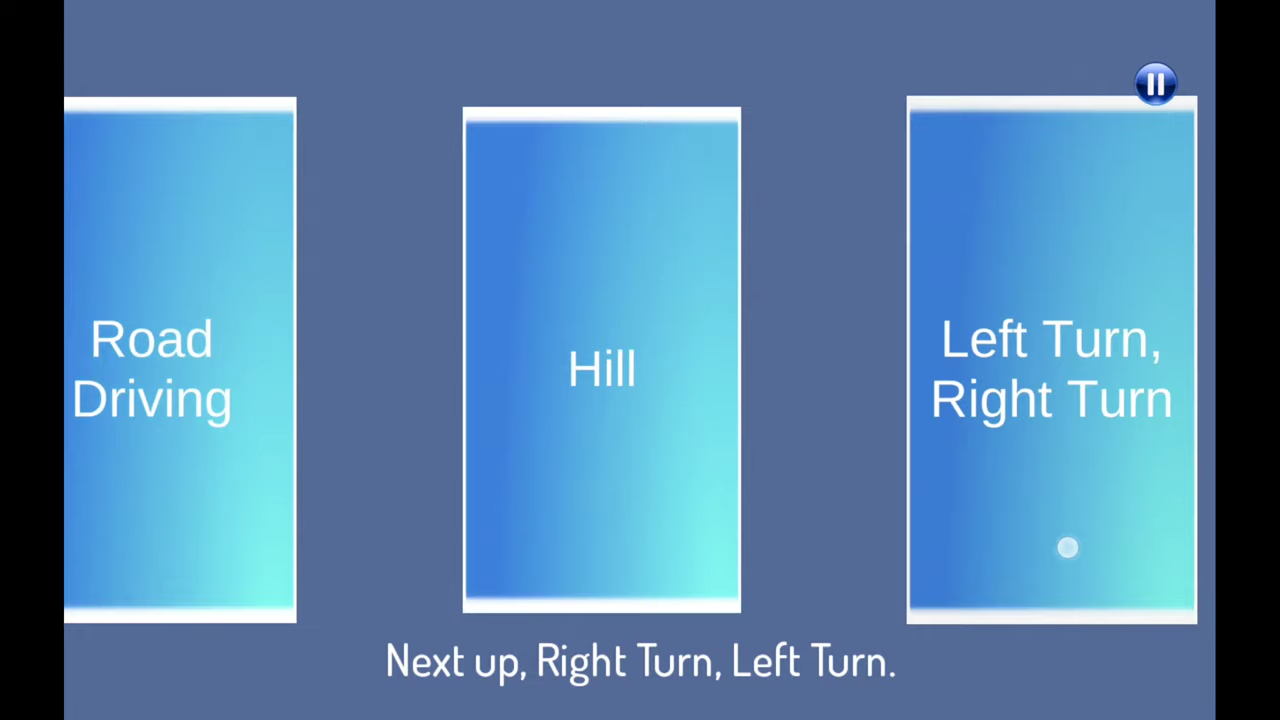 Road
Driving
Hill
Left Turn,
Right Turn
Next up, Right Turn, Left Turn.